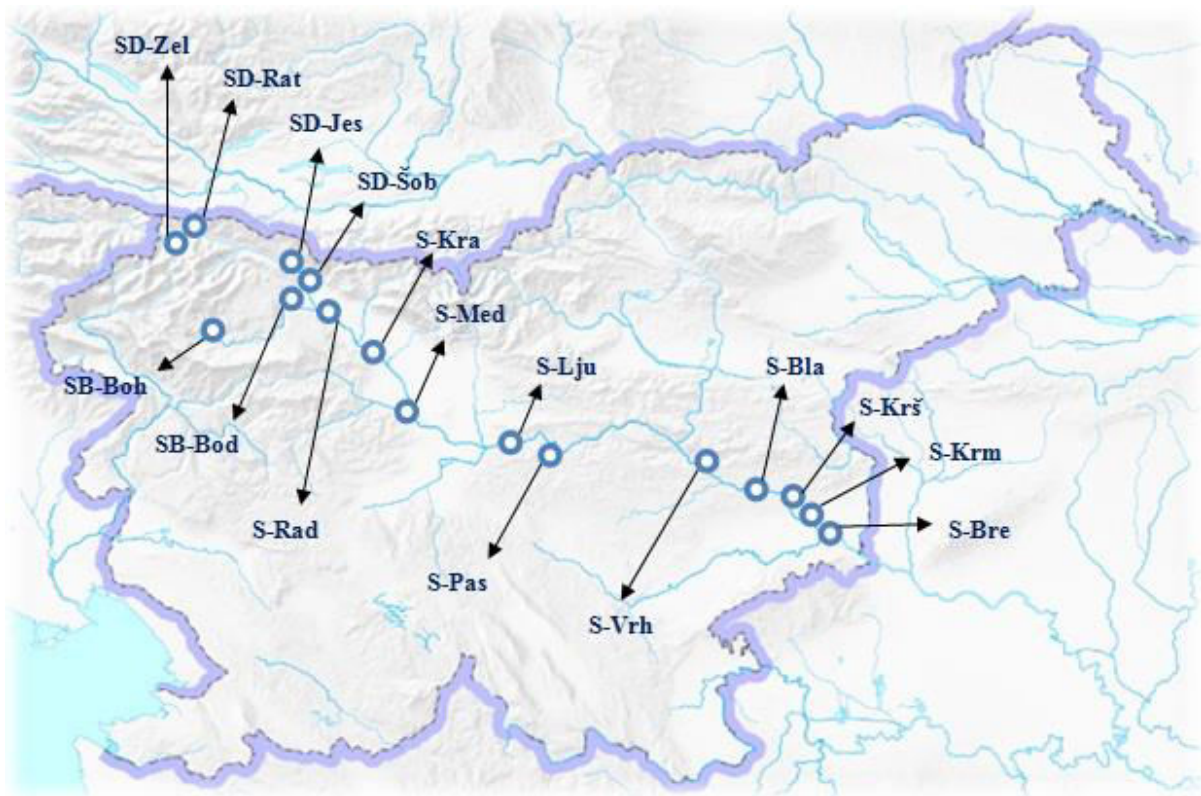 SD-Zel
SD-Rat
SD-Jes
SD-Šob
S-Kra
S-Med
S-Lju
S-Bla
SB-Boh
S-Krš
SB-Bod
S-Krm
S-Rad
S-Bre
S-Pas
S-Vrh